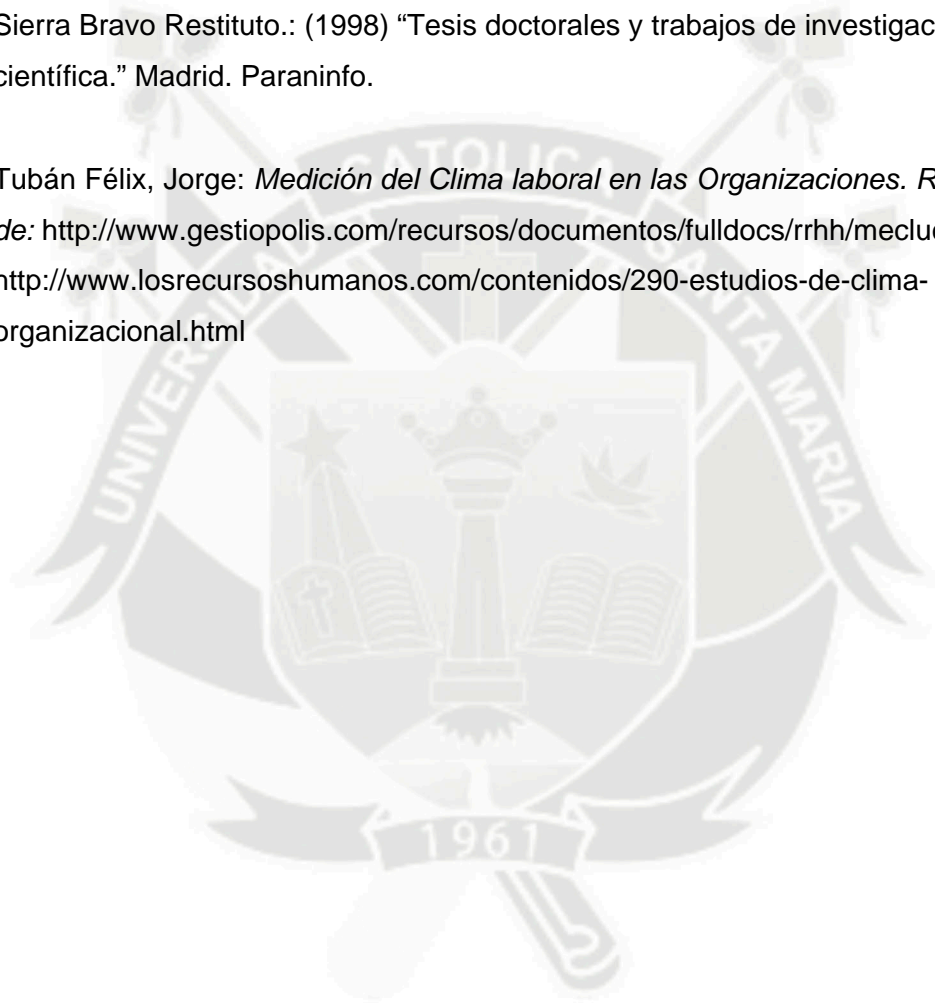 Sierra Bravo Restituto.: (1998) “Tesis doctorales y trabajos de investigac
científica.” Madrid. Paraninfo.
Tubán Félix, Jorge: Medición del Clima laboral en las Organizaciones. R
de: http://www.gestiopolis.com/recursos/documentos/fulldocs/rrhh/meclu
http://www.losrecursoshumanos.com/contenidos/290-estudios-de-clima-
organizacional.html
UNIVERSIDAD CATOLICA SANTA MARIA
1961